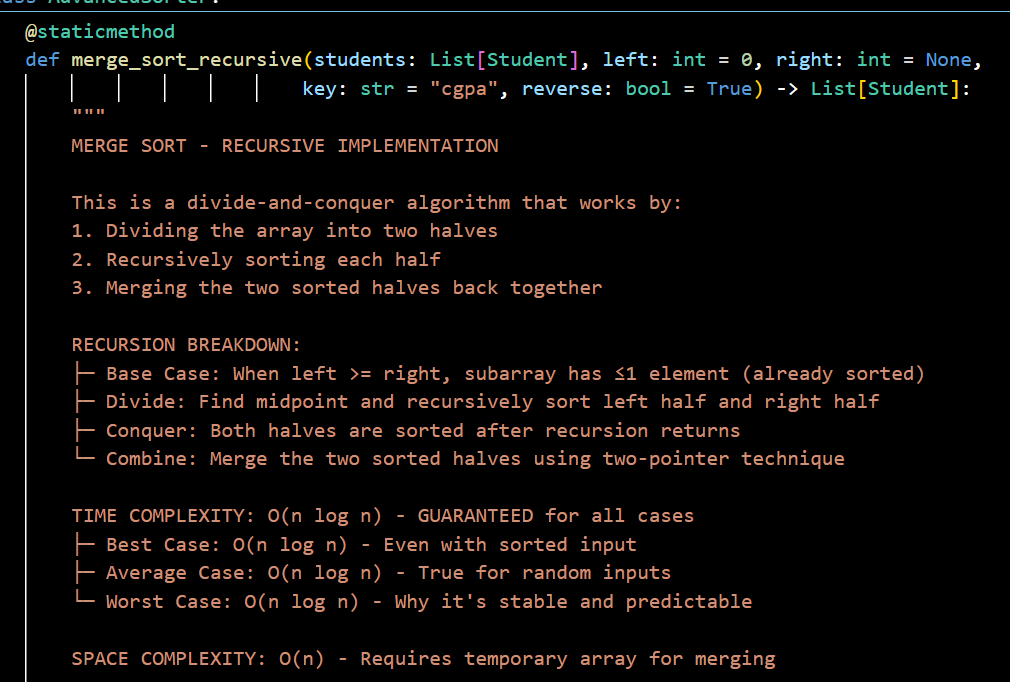 class AdvancedSorter:
@staticmethod
def merge_sort_recursive(students: List[Student], left: int = 0, right: int = None,
key: str = "cgpa", reverse: bool = True) -> List[Student]:
"""
MERGE SORT - RECURSIVE IMPLEMENTATION
This is a divide-and-conquer algorithm that works by:
1. Dividing the array into two halves
2. Recursively sorting each half
3. Merging the two sorted halves back together
RECURSION BREAKDOWN:
├─ Base Case: When left >= right, subarray has ≤1 element (already sorted)
├─ Divide: Find midpoint and recursively sort left half and right half
├─ Conquer: Both halves are sorted after recursion returns
└─ Combine: Merge the two sorted halves using two-pointer technique
TIME COMPLEXITY: O(n log n) - GUARANTEED for all cases
├─ Best Case: O(n log n) - Even with sorted input
├─ Average Case: O(n log n) - True for random inputs
└─ Worst Case: O(n log n) - Why it's stable and predictable
SPACE COMPLEXITY: O(n) - Requires temporary array for merging